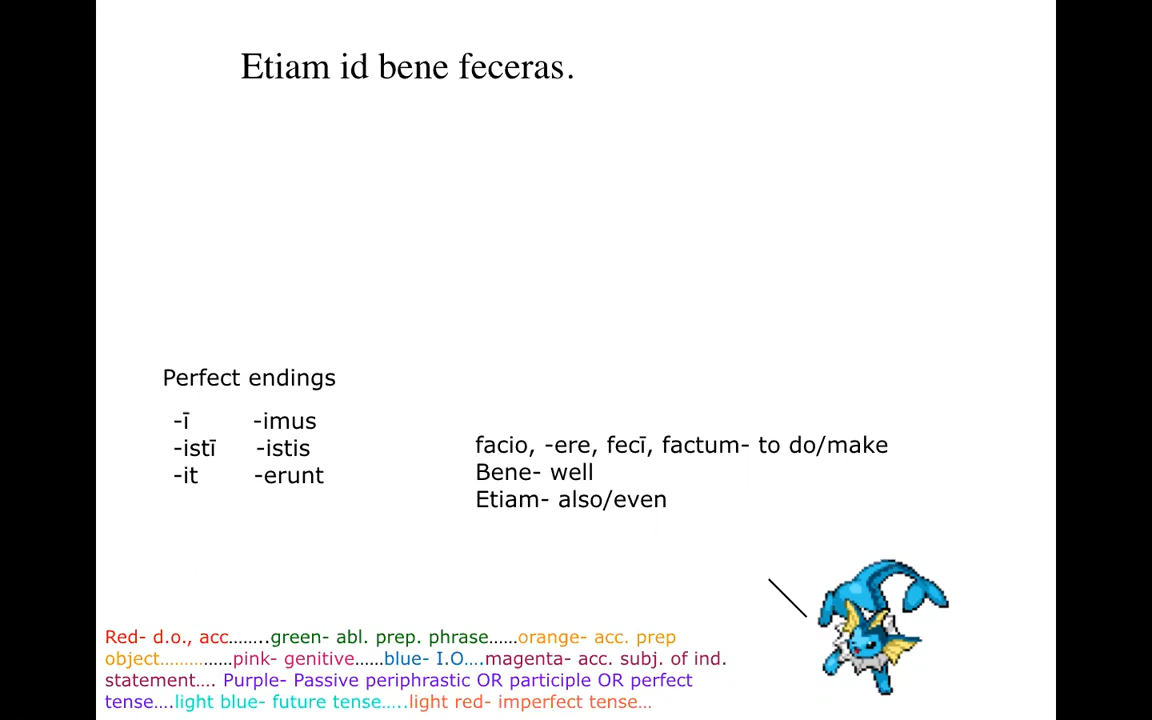 Etiam id bene feceras.
Perfect endings
-ī -imus
-istī -istis
-it -erunt
facio, -ere, fecī, factum- to do/make
Bene- well
Etiam- also/even
Red- d.o., acc……..green- abl. prep. phrase……orange- acc. prep
object……….……pink- genitive……blue- I.O….magenta- acc. subj. of ind.
statement…. Purple- Passive periphrastic OR participle OR perfect
tense….light blue- future tense…..light red- imperfect tense…